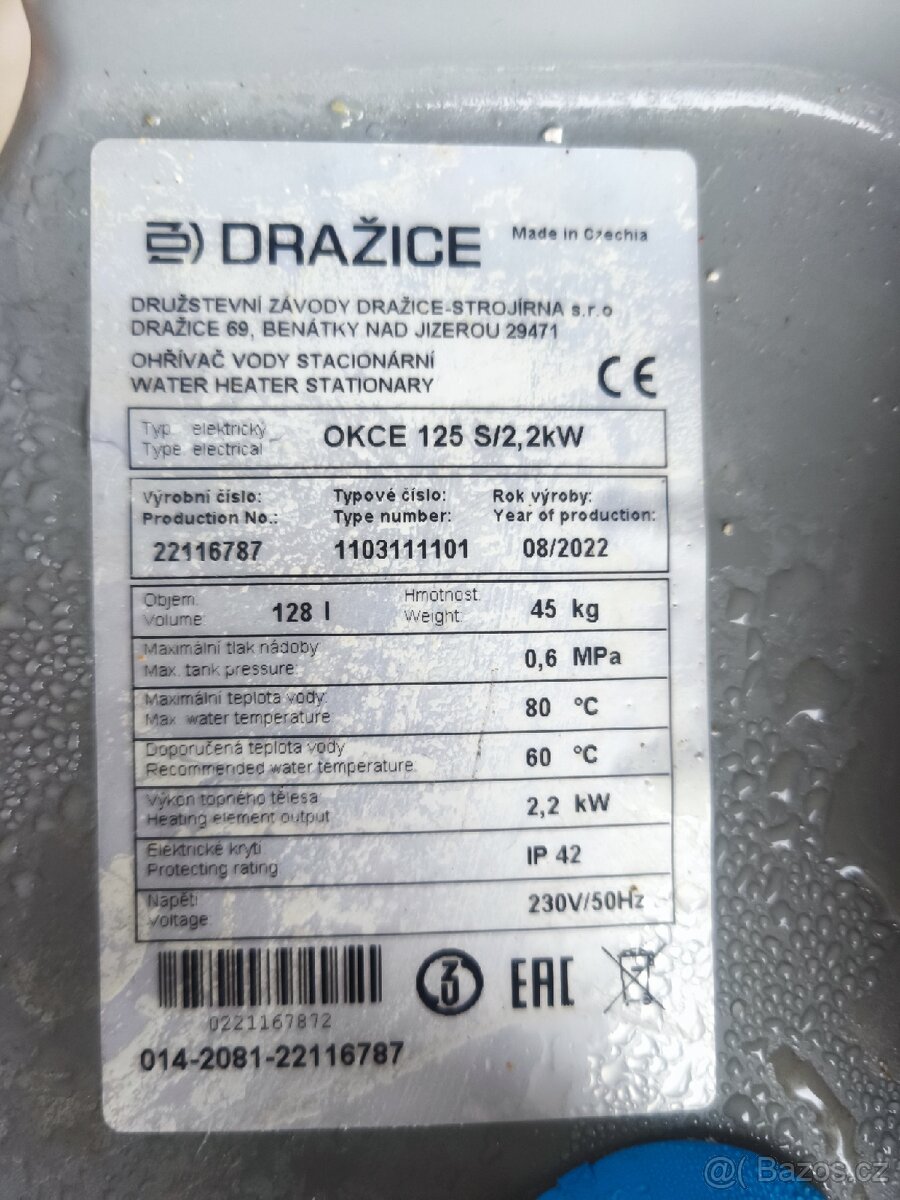 DRAŽICE
Made in Czechia
DRUŽSTEVNÍ ZÁVODY DRAŽICE-STROJÍRNA s.r.o
DRAŽICE 69, BENÁTKY NAD JIZEROU 29471
OHŘÍVAČ VODY STACIONÁRNÍ
WATER HEATER STATIONARY
CE
Typ elektrický
Type electrical
OKCE 125 S/2,2kW
Výrobní číslo: Typové číslo: Rok výroby:
Production No.: Type number: Year of production:
22116787 1103111101 08/2022
Objem: Hmotnost:
Volume: 128 l Weight: 45 kg
Maximální tlak nádoby:
Max. tank pressure: 0,6 MPa
Maximální teplota vody:
Max. water temperature 80 °C
Doporučená teplota vody
Recommended water temperature: 60 °C
Výkon topného tělesa
Heating element output 2,2 kW
Elektrické krytí
Protecting rating IP 42
Napětí
Voltage 230V/50Hz
3 EAC
0221167872
014-2081-22116787
@( Bazos.cz